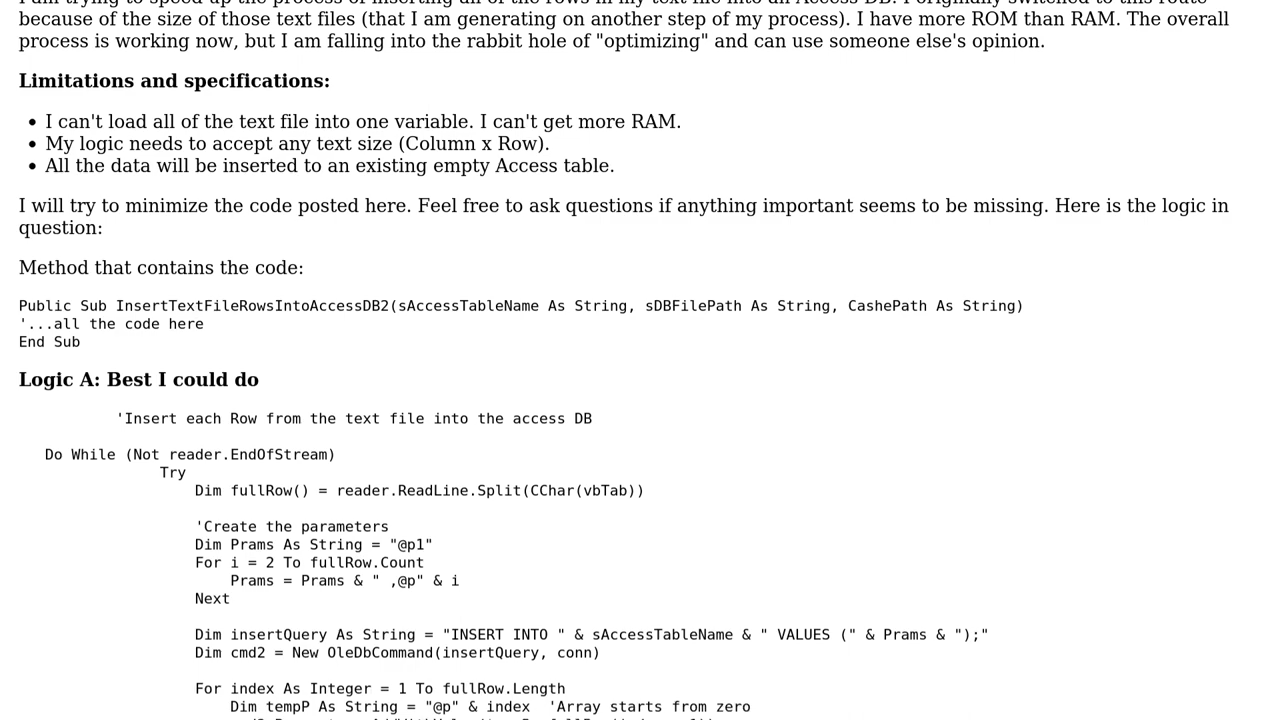 because of the size of those text files (that I am generating on another step of my process). I have more ROM than RAM. The overall
process is working now, but I am falling into the rabbit hole of "optimizing" and can use someone else's opinion.
Limitations and specifications:
• I can't load all of the text file into one variable. I can't get more RAM.
• My logic needs to accept any text size (Column x Row).
• All the data will be inserted to an existing empty Access table.
I will try to minimize the code posted here. Feel free to ask questions if anything important seems to be missing. Here is the logic in
question:
Method that contains the code:
Public Sub InsertTextFileRowsIntoAccessDB2(sAccessTableName As String, sDBFilePath As String, CashePath As String)
'...all the code here
End Sub
Logic A: Best I could do
'Insert each Row from the text file into the access DB
Do While (Not reader.EndOfStream)
Try
Dim fullRow() = reader.ReadLine.Split(CChar(vbTab))
'Create the parameters
Dim Prams As String = "@p1"
For i = 2 To fullRow.Count
Prams = Prams & " ,@p" & i
Next
Dim insertQuery As String = "INSERT INTO " & sAccessTableName & " VALUES (" & Prams & ");"
Dim cmd2 = New OleDbCommand(insertQuery, conn)
For index As Integer = 1 To fullRow.Length
Dim tempP As String = "@p" & index  'Array starts from zero